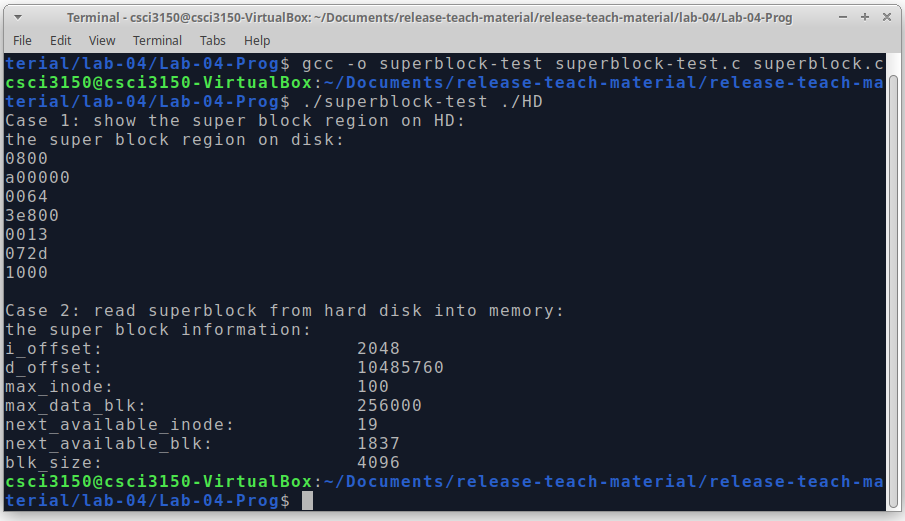 Terminal - csci3150@csci3150-VirtualBox: ~/Documents/release-teach-material/release-teach-material/lab-04/Lab-04-Prog
File Edit View Terminal Tabs Help
terial/lab-04/Lab-04-Prog$ gcc -o superblock-test superblock-test.c superblock.c
csci3150@csci3150-VirtualBox:~/Documents/release-teach-material/release-teach-ma
terial/lab-04/Lab-04-Prog$ ./superblock-test ./HD
Case 1: show the super block region on HD:
the super block region on disk:
0800
a00000
0064
3e800
0013
072d
1000

Case 2: read superblock from hard disk into memory:
the super block information:
i_offset: 2048
d_offset: 10485760
max_inode: 100
max_data_blk: 256000
next_available_inode: 19
next_available_blk: 1837
blk_size: 4096
csci3150@csci3150-VirtualBox:~/Documents/release-teach-material/release-teach-ma
terial/lab-04/Lab-04-Prog$